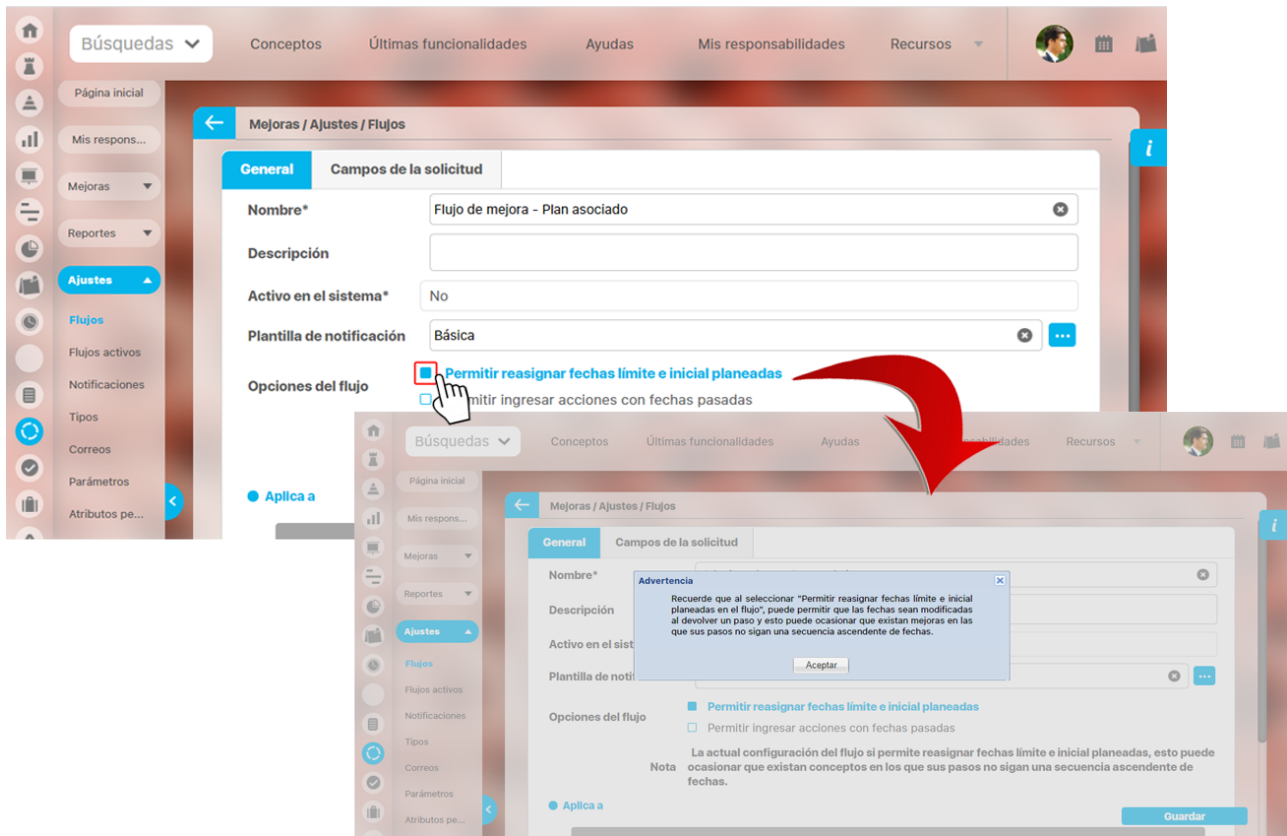 Búsquedas
Conceptos
Últimas funcionalidades
Ayudas
Mis responsabilidades
Recursos
Página inicial
Mis respons...
Mejoras
Reportes
Ajustes
Flujos
Flujos activos
Notificaciones
Tipos
Correos
Parámetros
Atributos pe...
Mejoras / Ajustes / Flujos
i
General
Campos de la solicitud
Nombre*
Flujo de mejora - Plan asociado
Descripción
Activo en el sistema*
No
Plantilla de notificación
Básica
...
Opciones del flujo
Permitir reasignar fechas límite e inicial planeadas
mitir ingresar acciones con fechas pasadas
Aplica a
Búsquedas
Conceptos
Últimas funcionalidades
Ayudas
sponsabilidades
Recursos
Página inicial
Mis respons...
Mejoras
Reportes
Ajustes
Flujos
Flujos activos
Notificaciones
Tipos
Correos
Parámetros
Atributos pe...
Mejoras / Ajustes / Flujos
i
General
Campos de la solicitud
Nombre*
Descripción
Activo en el sist
Plantilla de noti
...
Advertencia
Recuerde que al seleccionar "Permitir reasignar fechas límite e inicial
planeadas en el flujo", puede permitir que las fechas sean modificadas
al devolver un paso y esto puede ocasionar que existan mejoras en las
que sus pasos no sigan una secuencia ascendente de fechas.
Aceptar
Opciones del flujo
Permitir reasignar fechas límite e inicial planeadas
Permitir ingresar acciones con fechas pasadas
La actual configuración del flujo si permite reasignar fechas límite e inicial planeadas, esto puede
Nota ocasionar que existan conceptos en los que sus pasos no sigan una secuencia ascendente de
fechas.
Aplica a
Guardar